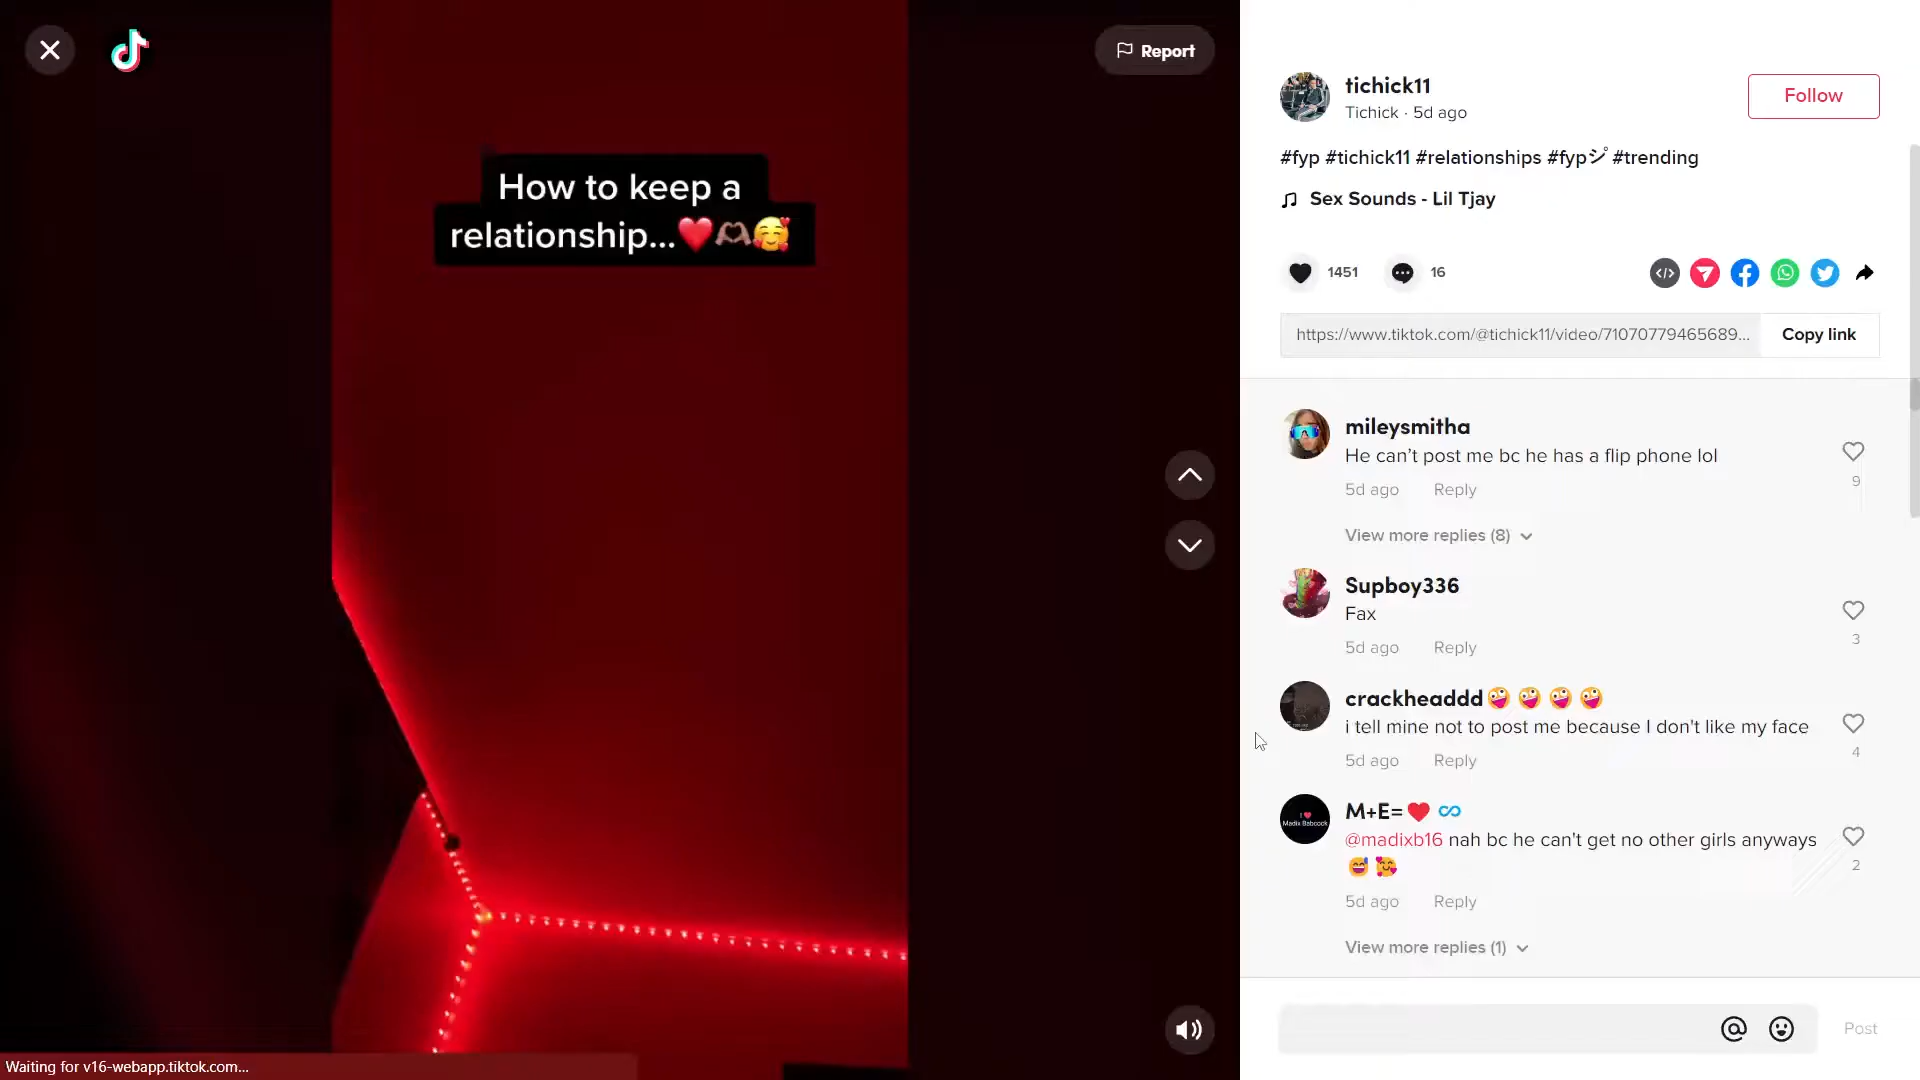 Report
How to keep a
relationship...❤️🫶🏽🥰
Waiting for v16-webapp.tiktok.com...
tichick11
Tichick · 5d ago
Follow
#fyp #tichick11 #relationships #fypシ #trending
Sex Sounds - Lil Tjay
1451
16
https://www.tiktok.com/@tichick11/video/71070779465689...
Copy link
mileysmitha
He can’t post me bc he has a flip phone lol
9
5d ago Reply
View more replies (8)
Supboy336
Fax
3
5d ago Reply
crackheaddd🤪🤪🤪🤪
i tell mine not to post me because I don't like my face
4
5d ago Reply
M+E=❤️♾️
@madixb16 nah bc he can't get no other girls anyways
😅🥰
2
5d ago Reply
View more replies (1)
Post